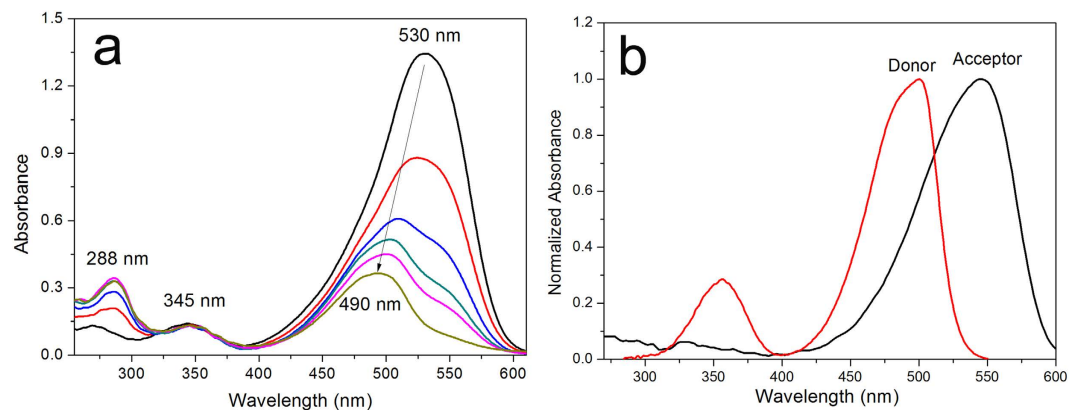 a
530 nm
288 nm
345 nm
490 nm
Absorbance
1.5
1.2
0.9
0.6
0.3
0.0
300 350 400 450 500 550 600
Wavelength (nm)
b
Donor
Acceptor
Normalized Absorbance
1.0
0.8
0.6
0.4
0.2
0.0
300 350 400 450 500 550 600
Wavelength (nm)